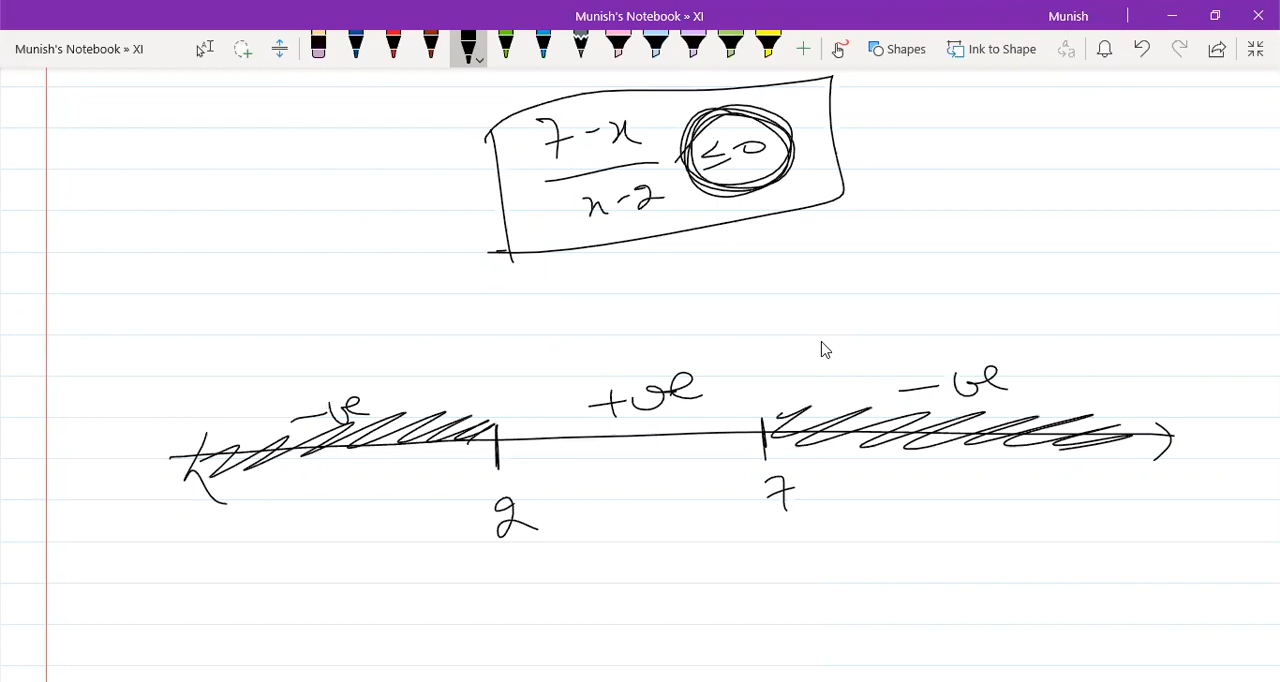 Munish's Notebook » XI
Munish
Munish's Notebook » XI
Shapes
Ink to Shape
7-x
≤0
x-2
-ve
+ve
-ve
2
7